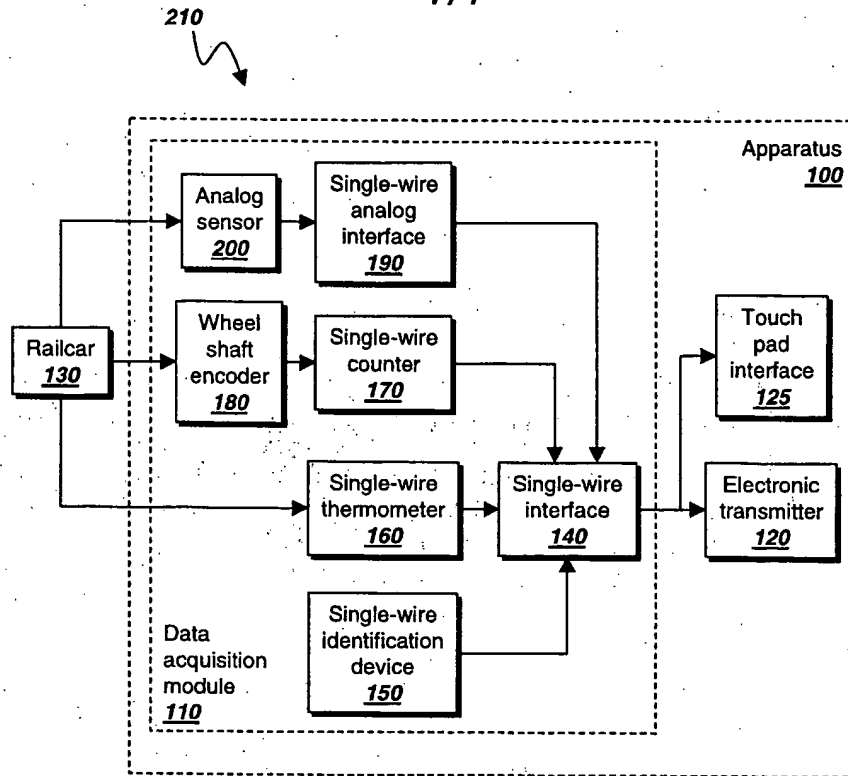 210
Apparatus
100
Analog
sensor
200
Single-wire
analog
interface
190
Railcar
130
Wheel
shaft
encoder
180
Single-wire
counter
170
Touch
pad
interface
125
Single-wire
thermometer
160
Single-wire
interface
140
Electronic
transmitter
120
Single-wire
identification
device
150
Data
acquisition
module
110